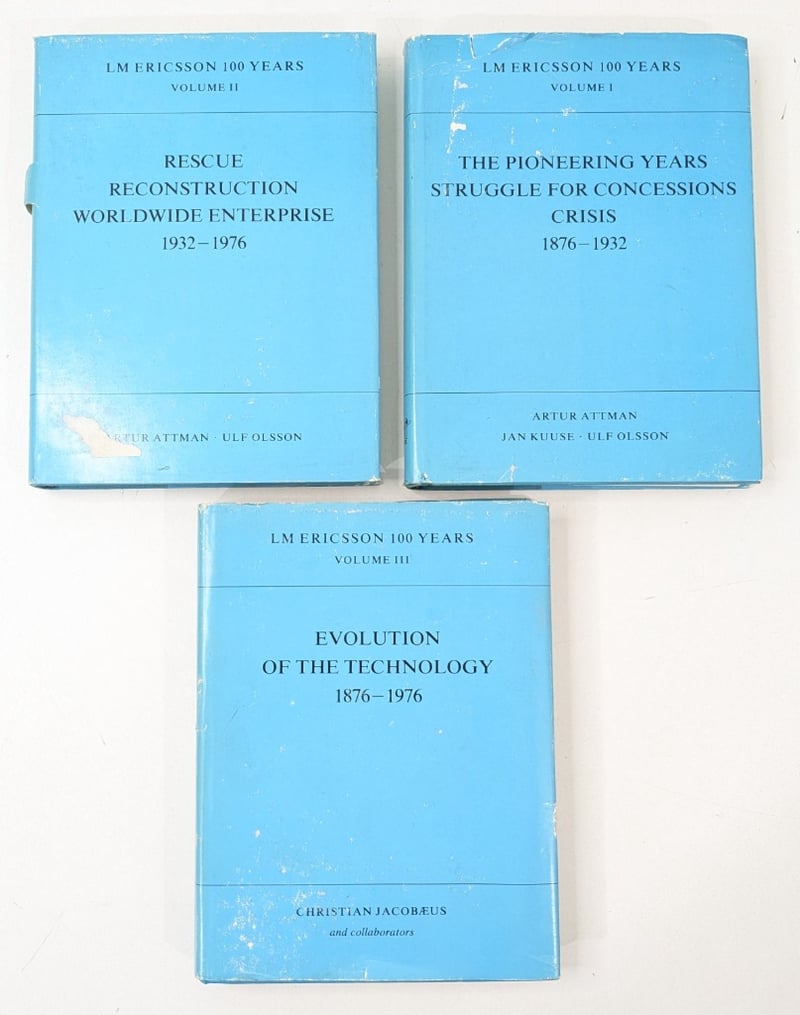 LM ERICSSON 100 YEARS
VOLUME II
RESCUE
RECONSTRUCTION
WORLDWIDE ENTERPRISE
1932–1976
ARTUR ATTMAN · ULF OLSSON
LM ERICSSON 100 YEARS
VOLUME I
THE PIONEERING YEARS
STRUGGLE FOR CONCESSIONS
CRISIS
1876–1932
ARTUR ATTMAN
JAN KUUSE · ULF OLSSON
LM ERICSSON 100 YEARS
VOLUME III
EVOLUTION
OF THE TECHNOLOGY
1876–1976
CHRISTIAN JACOBÆUS
and collaborators